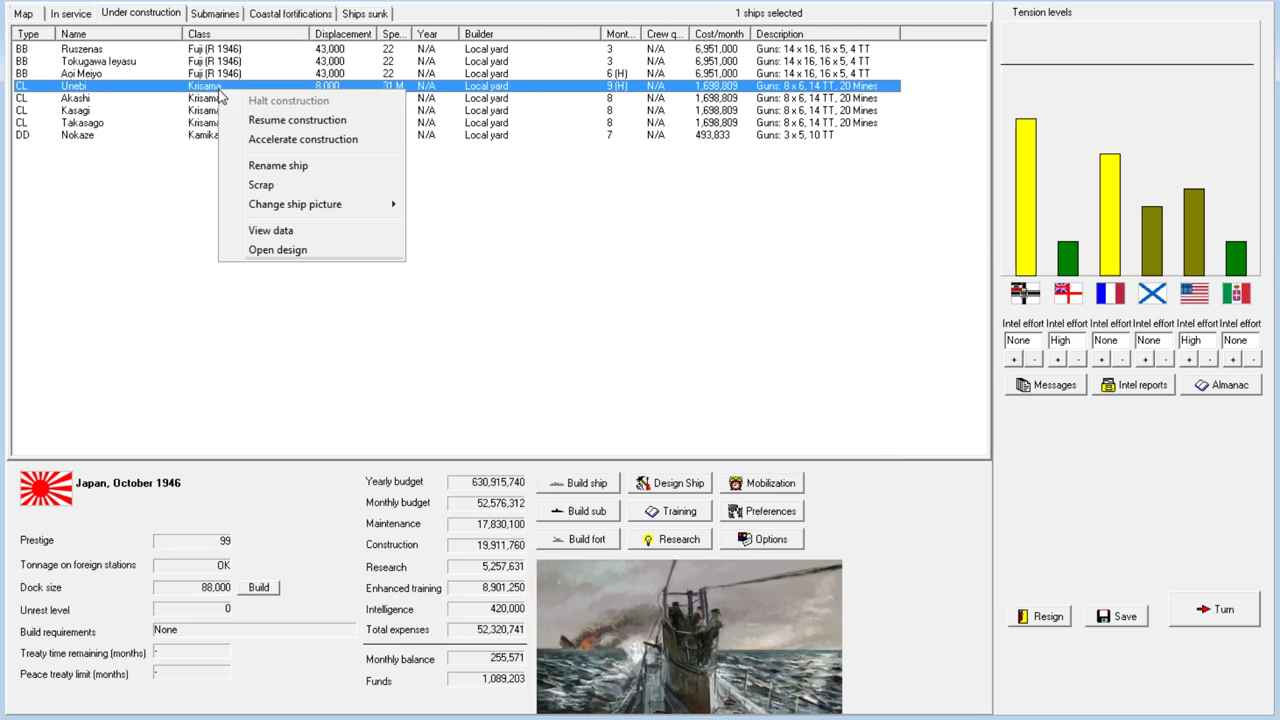 Map In service Under construction Submarines Coastal fortifications Ships sunk 1 ships selected Tension levels
Type Name Class Displacement Spe... Year Builder Mont... Crew q... Cost/month Description
BB Ruszenas Fuji (R 1946) 43,000 22 N/A Local yard 3 N/A 6,951,000 Guns: 14 x 16, 16 x 5, 4 TT
BB Tokugawa Ieyasu Fuji (R 1946) 43,000 22 N/A Local yard 3 N/A 6,951,000 Guns: 14 x 16, 16 x 5, 4 TT
BB Aoi Meiyo Fuji (R 1946) 43,000 22 N/A Local yard 6 (H) N/A 6,951,000 Guns: 14 x 16, 16 x 5, 4 TT
CL Unebi Krisama 8,000 31 M N/A Local yard 9 (H) N/A 1,698,809 Guns: 8 x 6, 14 TT, 20 Mines
CL Akashi Krisama N/A Local yard 8 N/A 1,698,809 Guns: 8 x 6, 14 TT, 20 Mines
CL Kasagi Krisama N/A Local yard 8 N/A 1,698,809 Guns: 8 x 6, 14 TT, 20 Mines
CL Takasago Krisama N/A Local yard 8 N/A 1,698,809 Guns: 8 x 6, 14 TT, 20 Mines
DD Nokaze Kamika N/A Local yard 7 N/A 493,833 Guns: 3 x 5, 10 TT
Halt construction
Resume construction
Accelerate construction
Rename ship
Scrap
Change ship picture
View data
Open design
Intel effort Intel effort Intel effort Intel effort Intel effort Intel effort
None High None None High None
+ - + - + - + - + - + -
Messages Intel reports Almanac
Japan, October 1946
Prestige 99
Tonnage on foreign stations OK
Dock size 88,000 Build
Unrest level 0
Build requirements None
Treaty time remaining (months) -
Peace treaty limit (months) -
Yearly budget 630,915,740
Monthly budget 52,576,312
Maintenance 17,830,100
Construction 19,911,760
Research 5,257,631
Enhanced training 8,901,250
Intelligence 420,000
Total expenses 52,320,741
Monthly balance 255,571
Funds 1,089,203
Build ship Design Ship Mobilization
Build sub Training Preferences
Build fort Research Options
Resign Save Turn